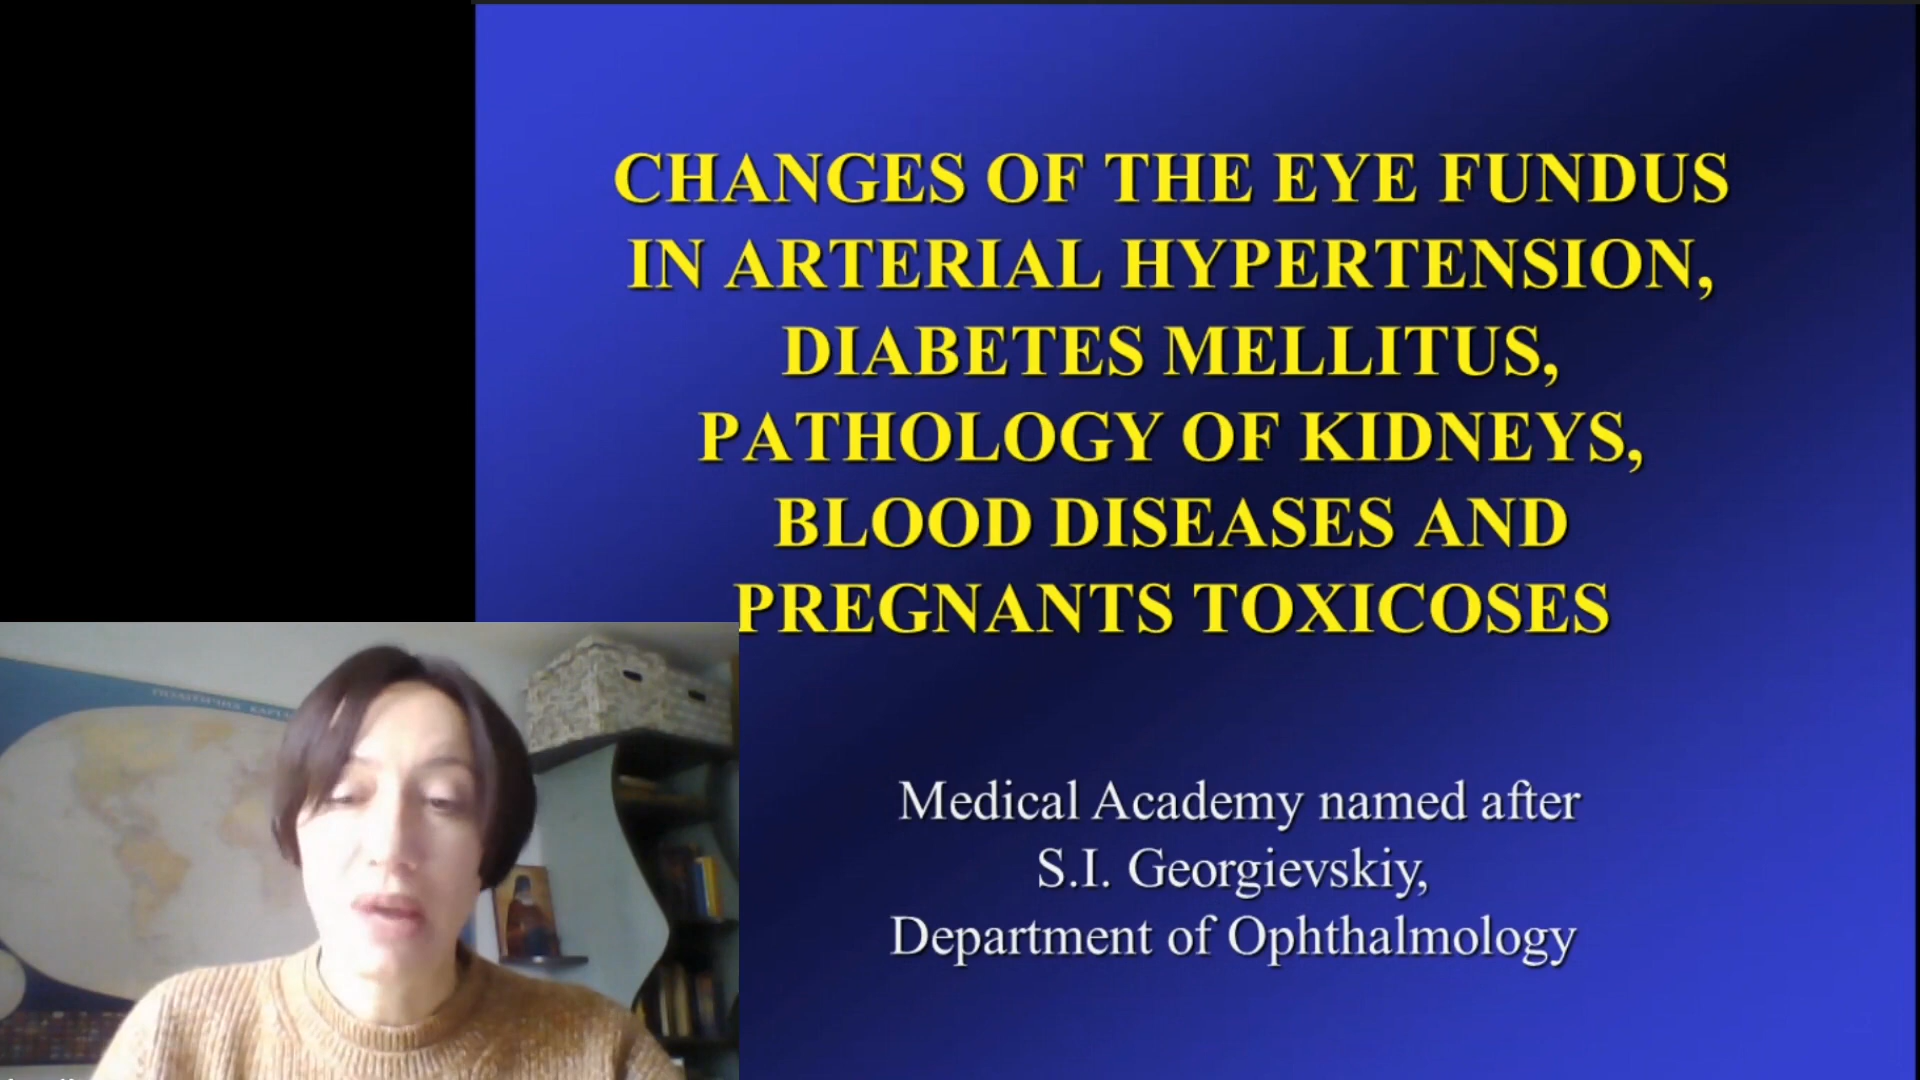 CHANGES OF THE EYE FUNDUS
IN ARTERIAL HYPERTENSION,
DIABETES MELLITUS,
PATHOLOGY OF KIDNEYS,
BLOOD DISEASES AND
PREGNANTS TOXICOSES
Medical Academy named after
S.I. Georgievskiy,
Department of Ophthalmology